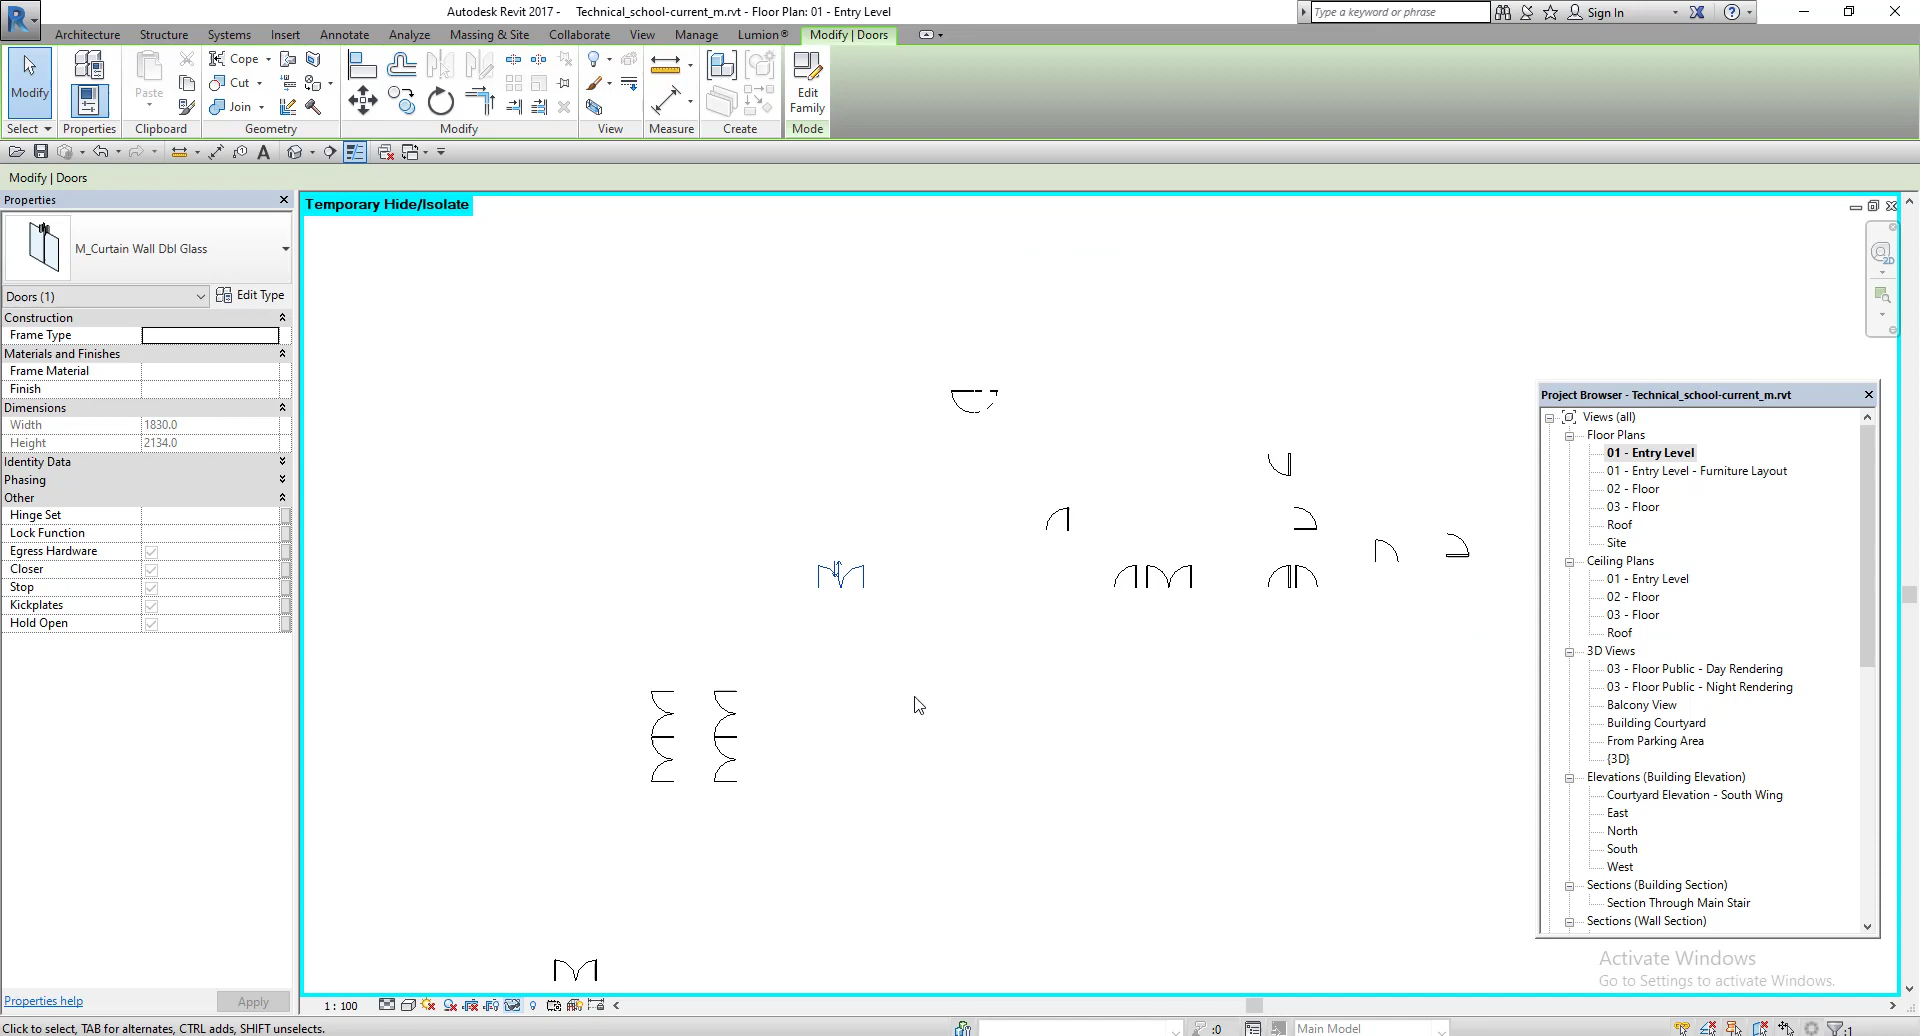 Autodesk Revit 2017 - Technical_school-current_m.rvt - Floor Plan: 01 - Entry Level
Type a keyword or phrase
Sign In
Architecture Structure Systems Insert Annotate Analyze Massing & Site Collaborate View Manage Lumion® Modify | Doors
Cope
Cut
Join
Modify
Paste
Edit
Family
Select Properties Clipboard Geometry Modify View Measure Create Mode
Modify | Doors
Properties
Temporary Hide/Isolate
M_Curtain Wall Dbl Glass
Doors (1)
Edit Type
Construction
Frame Type
Materials and Finishes
Frame Material
Finish
Dimensions
Width 1830.0
Height 2134.0
Identity Data
Phasing
Other
Hinge Set
Lock Function
Egress Hardware
Closer
Stop
Kickplates
Hold Open
Properties help
Apply
2D
Project Browser - Technical_school-current_m.rvt
Views (all)
Floor Plans
01 - Entry Level
01 - Entry Level - Furniture Layout
02 - Floor
03 - Floor
Roof
Site
Ceiling Plans
01 - Entry Level
02 - Floor
03 - Floor
Roof
3D Views
03 - Floor Public - Day Rendering
03 - Floor Public - Night Rendering
Balcony View
Building Courtyard
From Parking Area
{3D}
Elevations (Building Elevation)
Courtyard Elevation - South Wing
East
North
South
West
Sections (Building Section)
Section Through Main Stair
Sections (Wall Section)
Activate Windows
Go to Settings to activate Windows.
1 : 100
Click to select, TAB for alternates, CTRL adds, SHIFT unselects.
:0
Main Model
:1